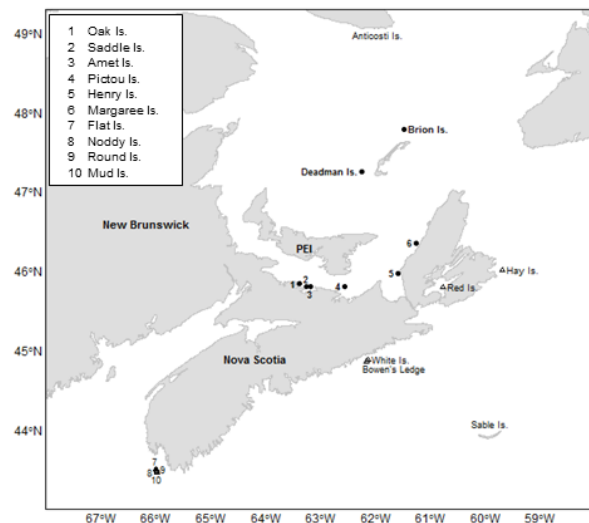 1 Oak Is.
2 Saddle Is.
3 Amet Is.
4 Pictou Is.
5 Henry Is.
6 Margaree Is.
7 Flat Is.
8 Noddy Is.
9 Round Is.
10 Mud Is.
Anticosti Is.
49°N
48°N
Brion Is.
Deadman Is.
47°N
New Brunswick
PEI
6
46°N
5
Hay Is.
1
2
3
4
Red Is.
45°N
Nova Scotia
White Is.
Bowen's Ledge
44°N
Sable Is.
7
8
9
10
67°W
66°W
64°W
63°W
62°W
61°W
59°W